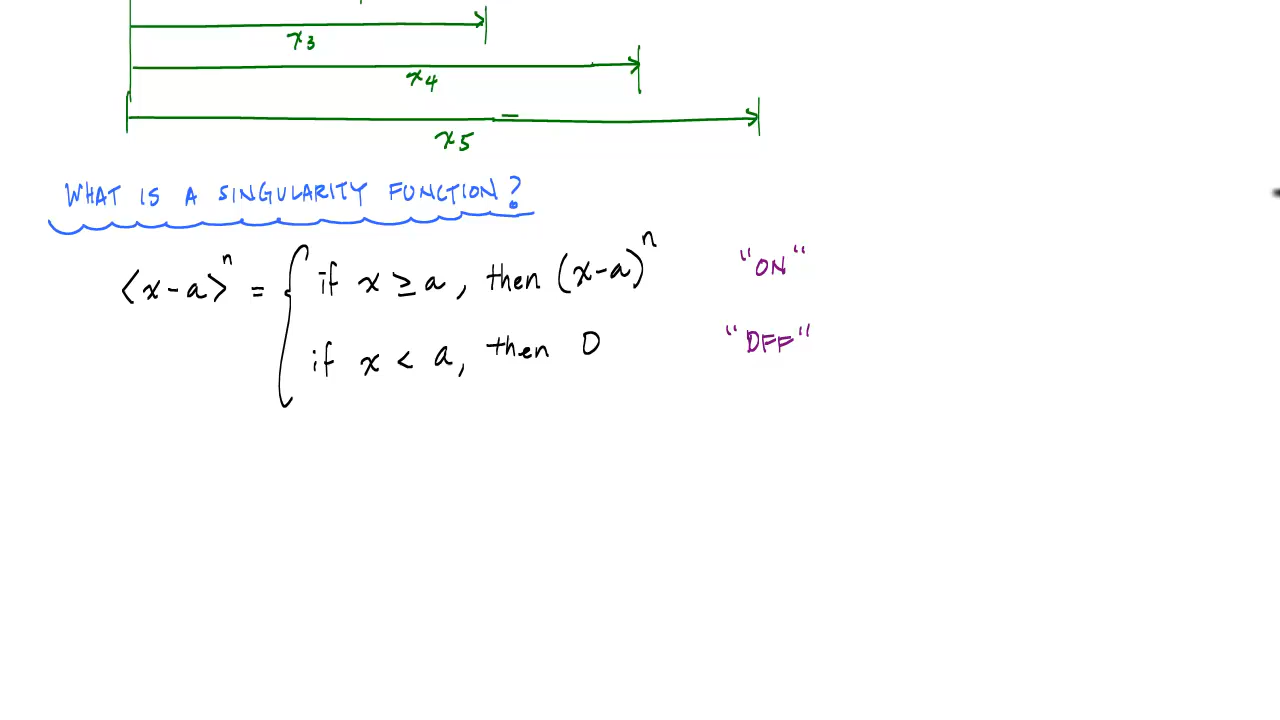 x3
x4
x5
WHAT IS A SINGULARITY FUNCTION?
⟨x-a⟩ⁿ = { if x ≥ a, then (x-a)ⁿ "ON"
if x < a, then 0 "OFF"